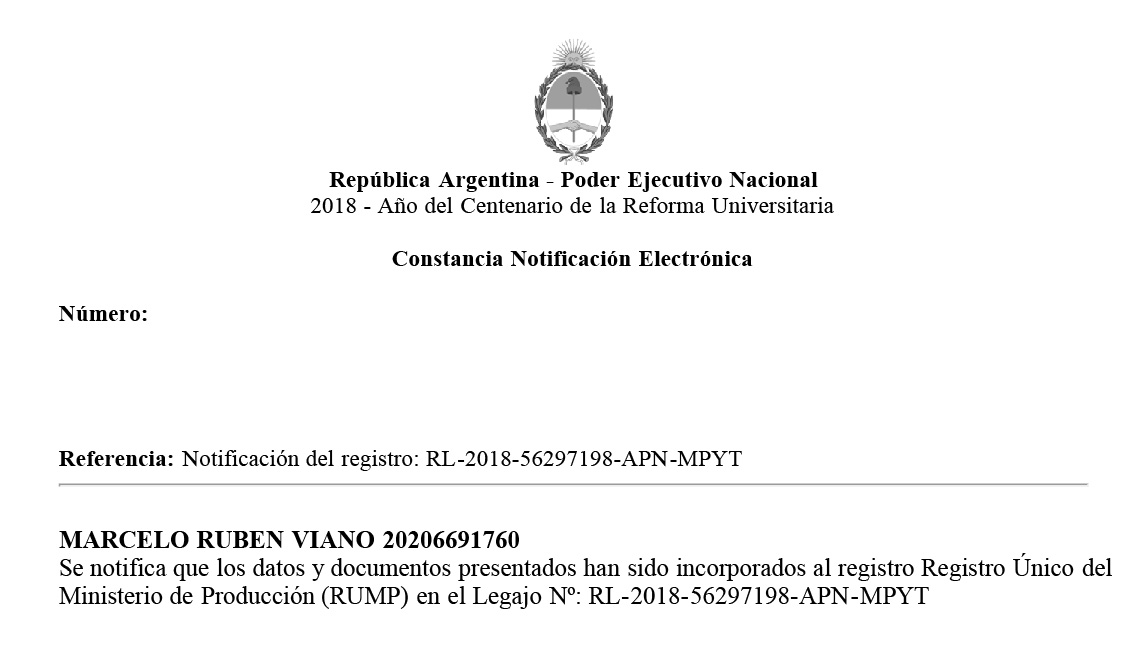 República Argentina - Poder Ejecutivo Nacional
2018 - Año del Centenario de la Reforma Universitaria
Constancia Notificación Electrónica
Número:
Referencia: Notificación del registro: RL-2018-56297198-APN-MPYT
MARCELO RUBEN VIANO 20206691760
Se notifica que los datos y documentos presentados han sido incorporados al registro Registro Único del
Ministerio de Producción (RUMP) en el Legajo Nº: RL-2018-56297198-APN-MPYT